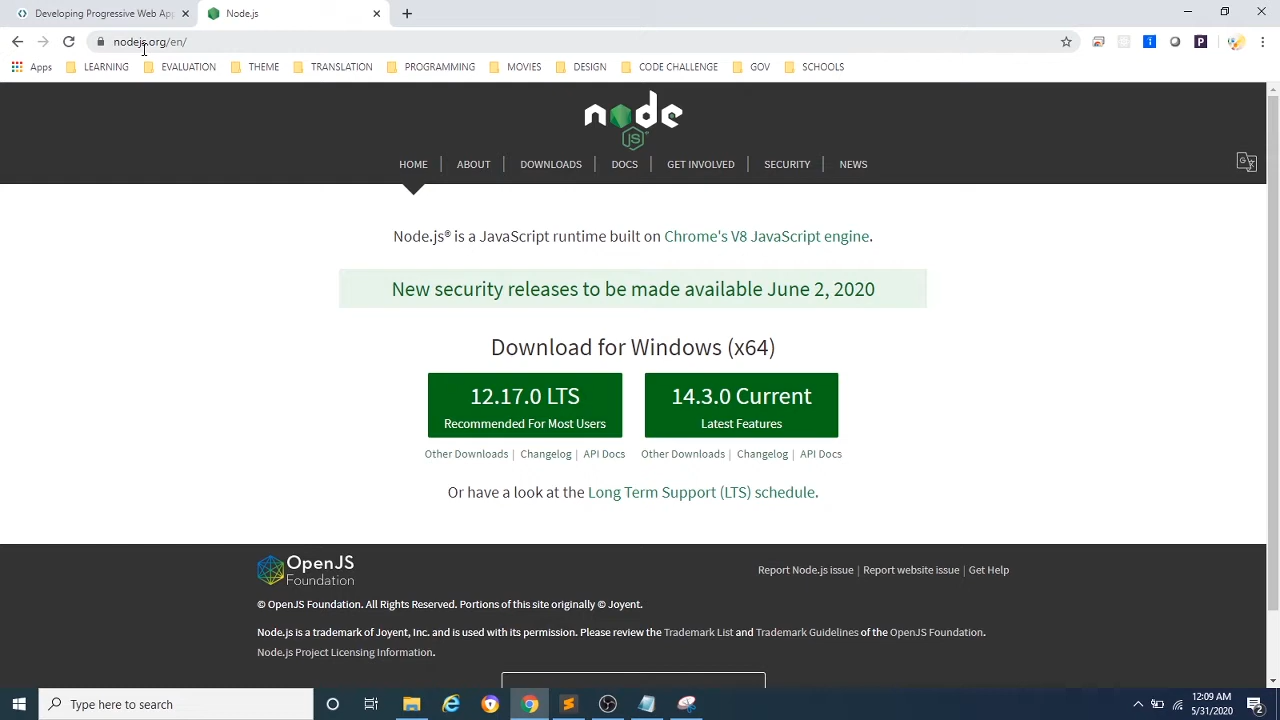 Developing Progressive Web App
Node.js
nodejs.org/en/
Apps
LEARNING
EVALUATION
THEME
TRANSLATION
PROGRAMMING
MOVIES
DESIGN
CODE CHALLENGE
GOV
SCHOOLS
node
JS
HOME | ABOUT | DOWNLOADS | DOCS | GET INVOLVED | SECURITY | NEWS
Node.js® is a JavaScript runtime built on Chrome's V8 JavaScript engine.
New security releases to be made available June 2, 2020
Download for Windows (x64)
12.17.0 LTS
Recommended For Most Users
14.3.0 Current
Latest Features
Other Downloads | Changelog | API Docs
Other Downloads | Changelog | API Docs
Or have a look at the Long Term Support (LTS) schedule.
OpenJS
Foundation
Report Node.js issue | Report website issue | Get Help
© OpenJS Foundation. All Rights Reserved. Portions of this site originally © Joyent.
Node.js is a trademark of Joyent, Inc. and is used with its permission. Please review the Trademark List and Trademark Guidelines of the OpenJS Foundation.
Node.js Project Licensing Information.
Type here to search
12:09 AM
5/31/2020
2